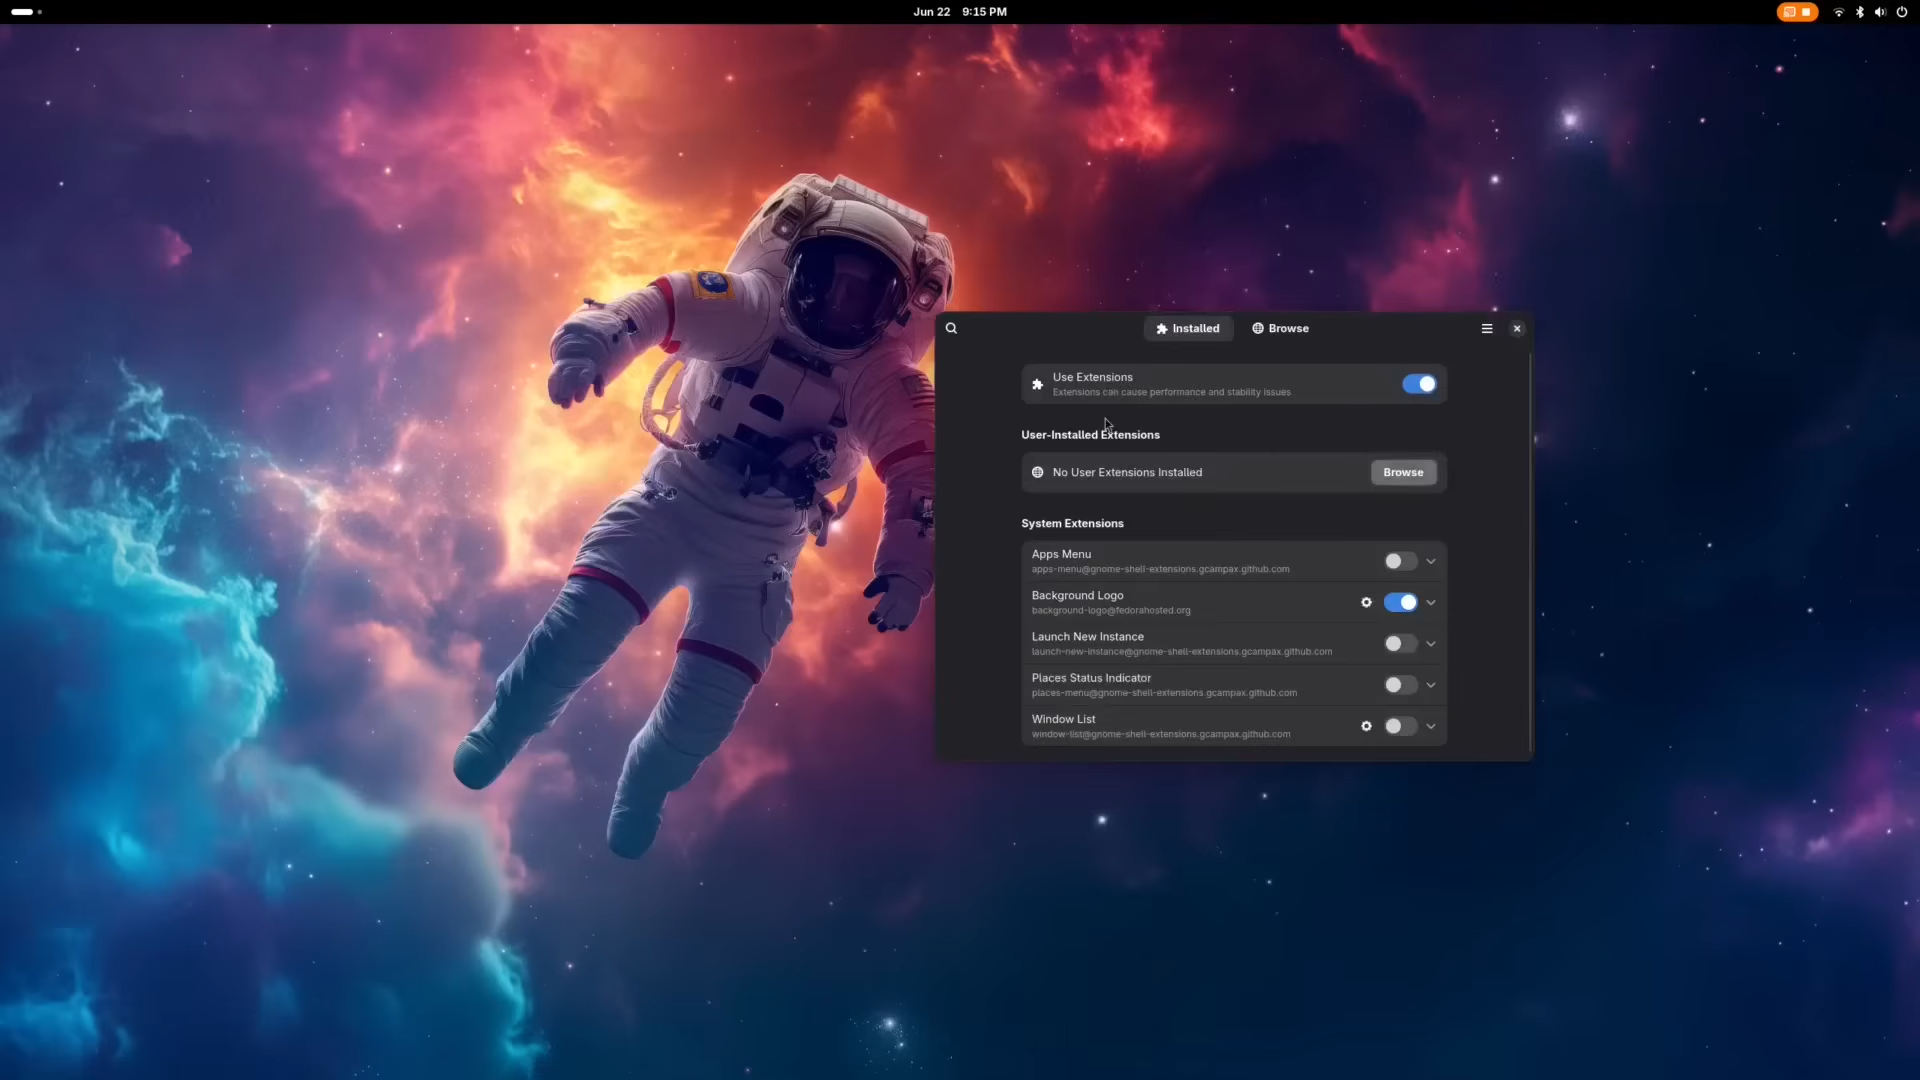 Jun 22 9:15 PM
Installed
Browse
Use Extensions
Extensions can cause performance and stability issues
User-Installed Extensions
No User Extensions Installed
Browse
System Extensions
Apps Menu
apps-menu@gnome-shell-extensions.gcampax.github.com
Background Logo
background-logo@fedorahosted.org
Launch New Instance
launch-new-instance@gnome-shell-extensions.gcampax.github.com
Places Status Indicator
places-menu@gnome-shell-extensions.gcampax.github.com
Window List
window-list@gnome-shell-extensions.gcampax.github.com